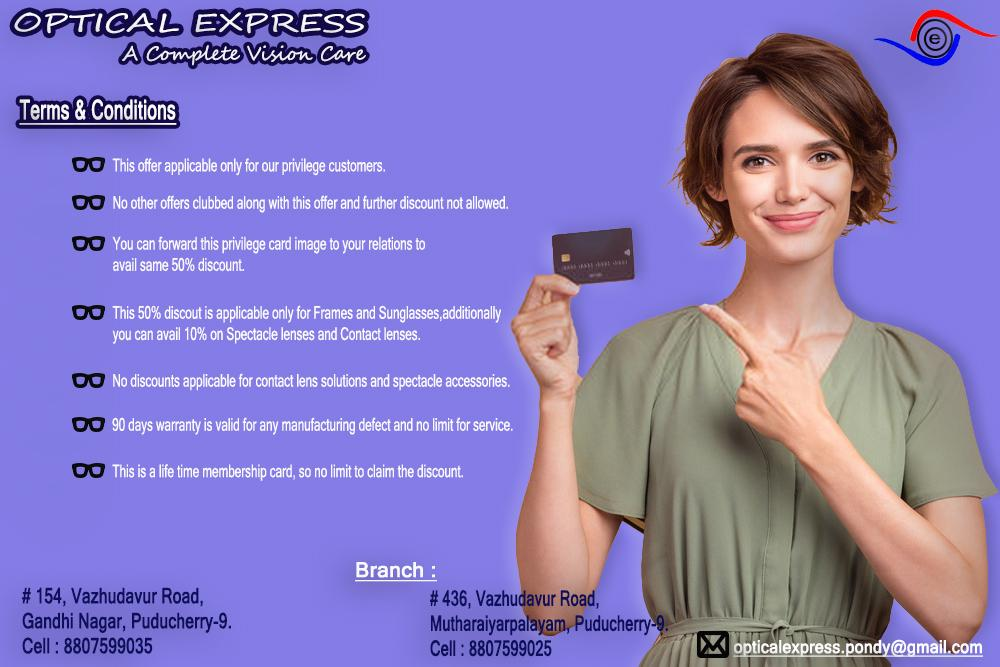 OPTICAL EXPRESS
A Complete Vision Care
e
Terms & Conditions
This offer applicable only for our privilege customers.
No other offers clubbed along with this offer and further discount not allowed.
You can forward this privilege card image to your relations to
avail same 50% discount.
This 50% discout is applicable only for Frames and Sunglasses,additionally
you can avail 10% on Spectacle lenses and Contact lenses.
No discounts applicable for contact lens solutions and spectacle accessories.
90 days warranty is valid for any manufacturing defect and no limit for service.
This is a life time membership card, so no limit to claim the discount.
Branch :
# 154, Vazhudavur Road,
Gandhi Nagar, Puducherry-9.
Cell : 8807599035
# 436, Vazhudavur Road,
Mutharaiyarpalayam, Puducherry-9.
Cell : 8807599025
opticalexpress.pondy@gmail.com